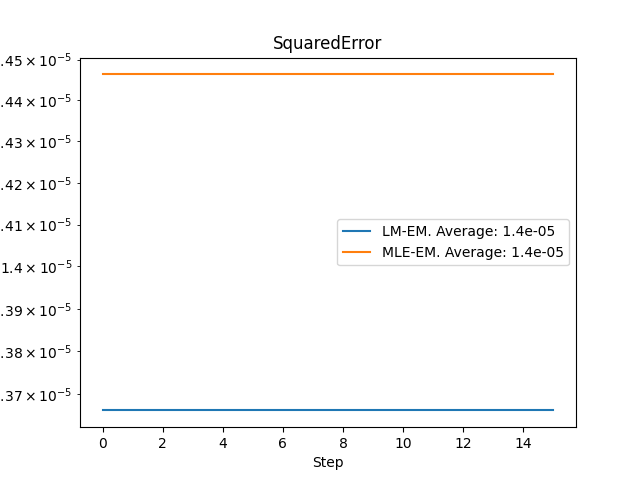 SquaredError
.45 × 10⁻⁵
.44 × 10⁻⁵
.43 × 10⁻⁵
.42 × 10⁻⁵
.41 × 10⁻⁵
1.4 × 10⁻⁵
.39 × 10⁻⁵
.38 × 10⁻⁵
.37 × 10⁻⁵
LM-EM. Average: 1.4e-05
MLE-EM. Average: 1.4e-05
0 2 4 6 8 10 12 14
Step